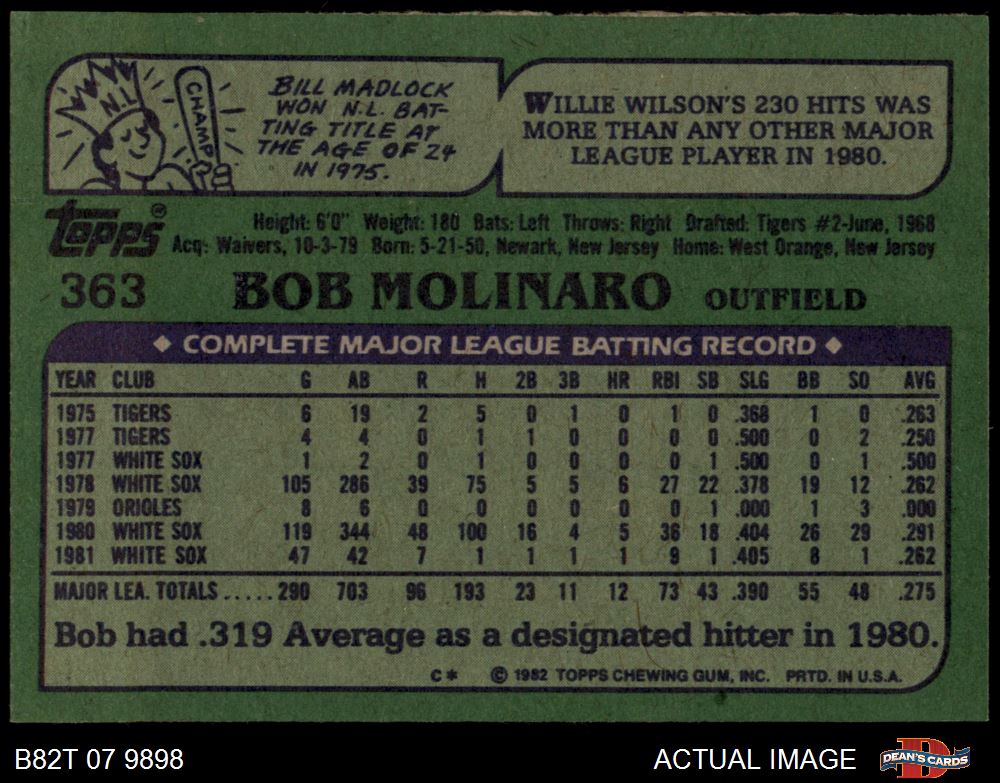 N.L.
CHAMP
BILL MADLOCK
WON N.L. BAT-
TING TITLE AT
THE AGE OF 24
IN 1975.
WILLIE WILSON'S 230 HITS WAS
MORE THAN ANY OTHER MAJOR
LEAGUE PLAYER IN 1980.
Topps®
Height: 6'0" Weight: 180 Bats: Left Throws: Right Drafted: Tigers #2-June, 1968
Acq: Waivers, 10-3-79 Born: 5-21-50, Newark, New Jersey Home: West Orange, New Jersey
363 BOB MOLINARO OUTFIELD
◆ COMPLETE MAJOR LEAGUE BATTING RECORD ◆
YEAR CLUB G AB R H 2B 3B HR RBI SB SLG BB SO AVG
1975 TIGERS 6 19 2 5 0 1 0 1 0 .368 1 0 .263
1977 TIGERS 4 4 0 1 1 0 0 0 0 .500 0 2 .250
1977 WHITE SOX 1 2 0 1 0 0 0 0 1 .500 0 1 .500
1978 WHITE SOX 105 286 39 75 5 5 6 27 22 .378 19 12 .262
1979 ORIOLES 8 6 0 0 0 0 0 0 1 .000 1 3 .000
1980 WHITE SOX 119 344 48 100 16 4 5 36 18 .404 26 29 .291
1981 WHITE SOX 47 42 7 1 1 1 1 9 1 .405 8 1 .262
MAJOR LEA. TOTALS.....290 703 96 193 23 11 12 73 43 .390 55 48 .275
Bob had .319 Average as a designated hitter in 1980.
C* © 1982 TOPPS CHEWING GUM, INC. PRTD. IN U.S.A.
B82T 07 9898
ACTUAL IMAGE
D
DEAN'S CARDS